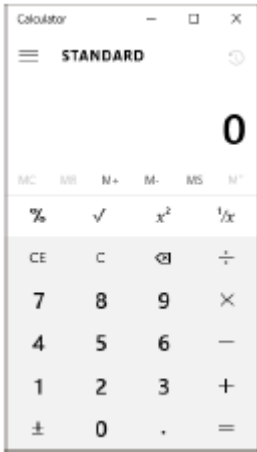 Calculator
STANDARD
0
MC MR M+ M- MS M˅
% √ x² ¹/x
CE C ÷
7 8 9 ×
4 5 6 −
1 2 3 +
± 0 . =